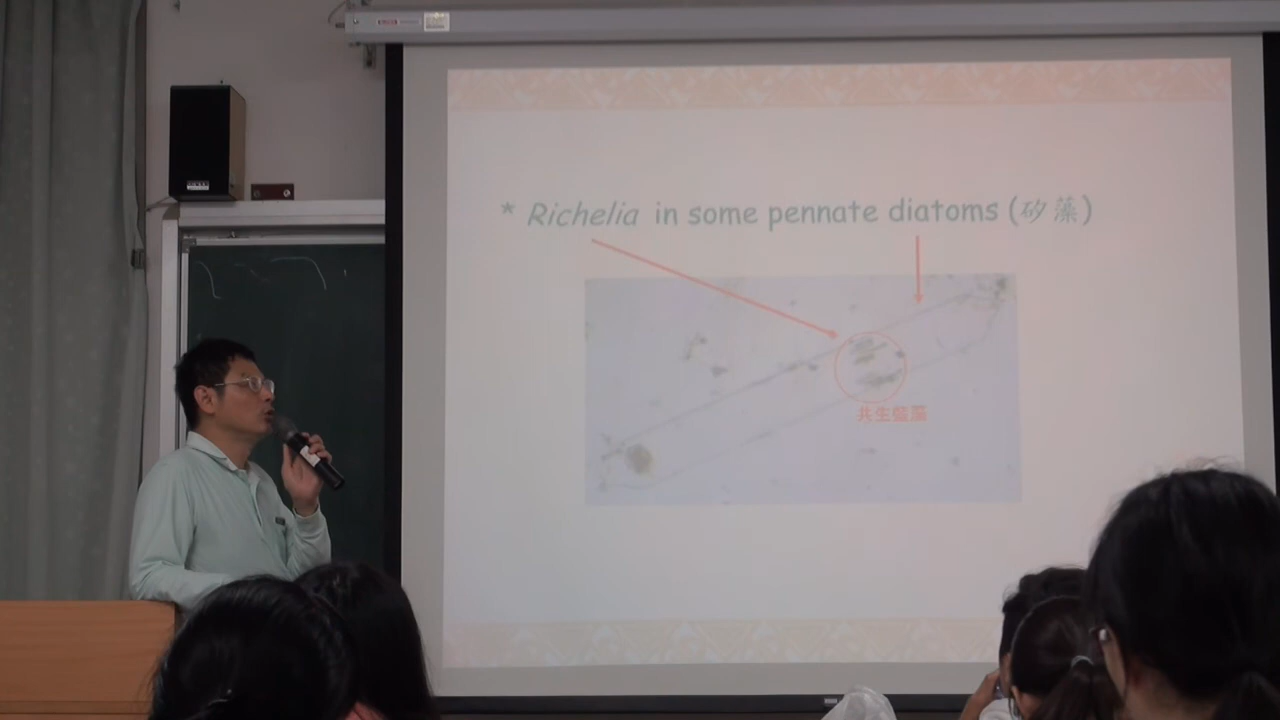 * Richelia in some pennate diatoms (矽藻)
共生藍藻